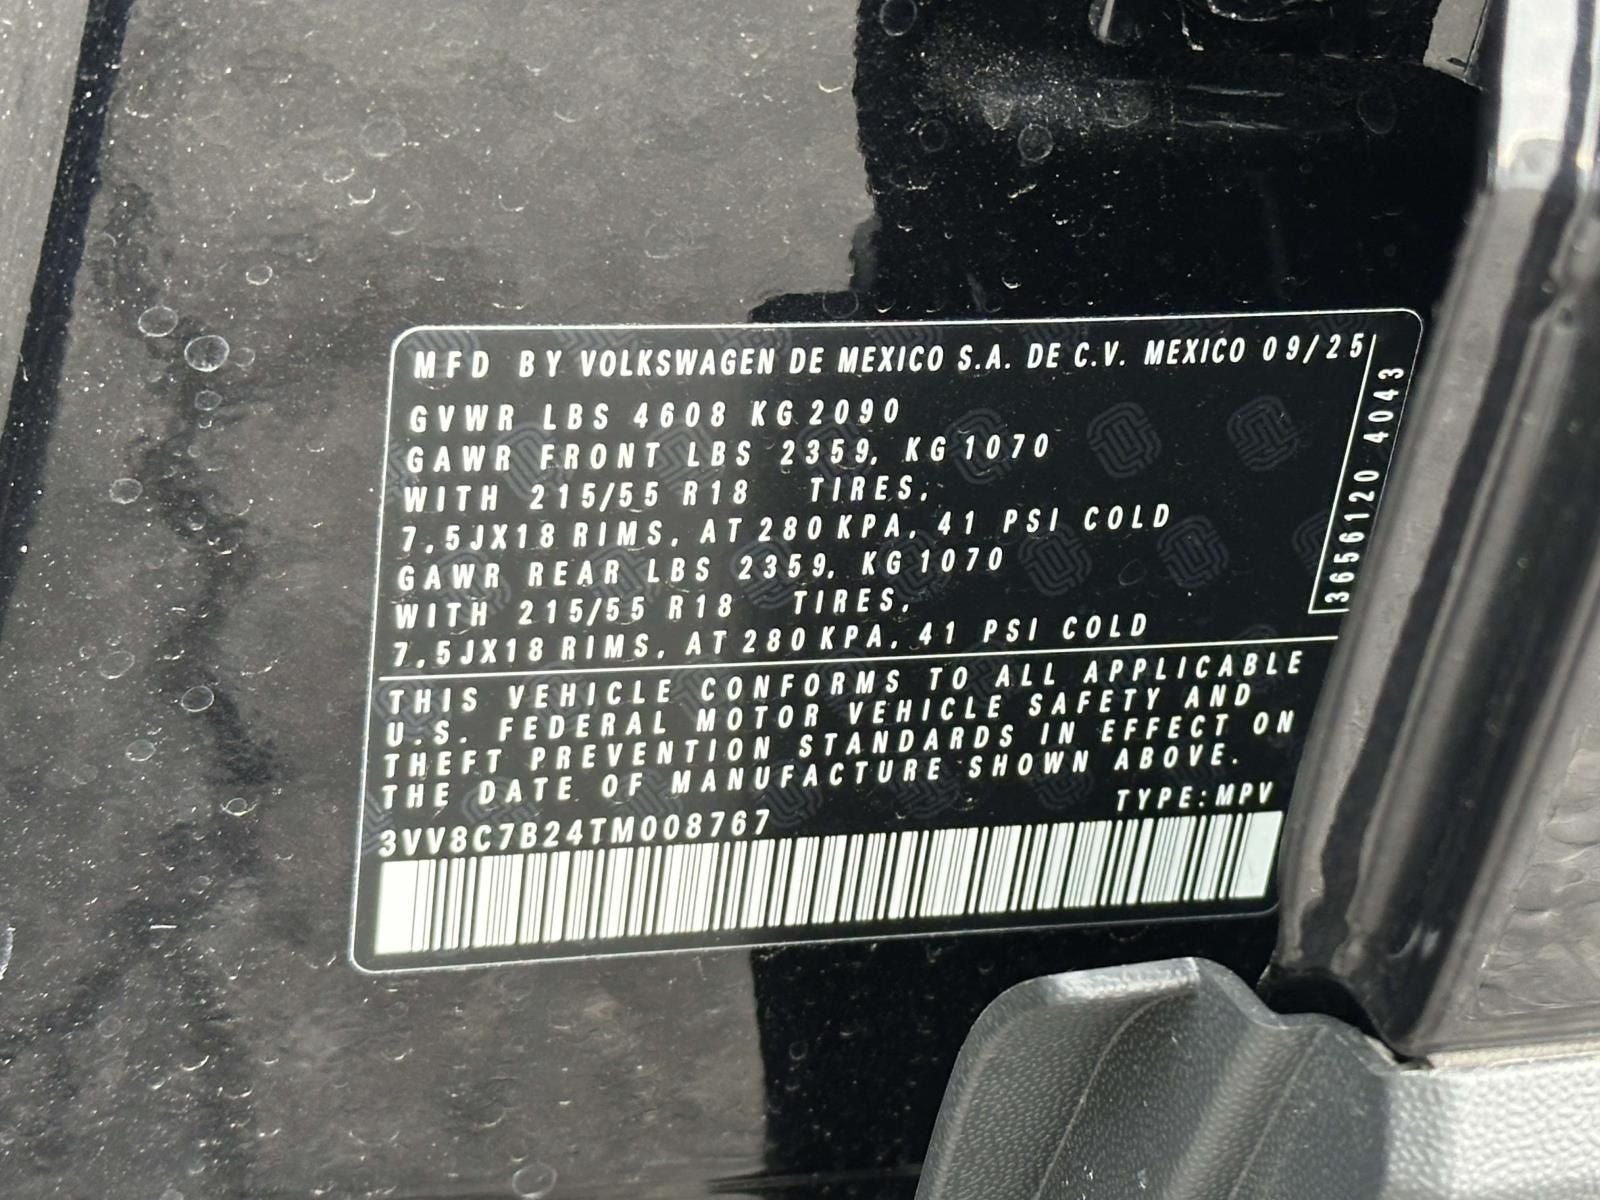 MFD BY VOLKSWAGEN DE MEXICO S.A. DE C.V. MEXICO 09/25
GVWR LBS 4608 KG 2090
GAWR FRONT LBS 2359, KG 1070
WITH 215/55 R18 TIRES,
7,5JX18 RIMS, AT 280 KPA, 41 PSI COLD
GAWR REAR LBS 2359, KG 1070
WITH 215/55 R18 TIRES,
7,5JX18 RIMS, AT 280 KPA, 41 PSI COLD
3656120 4043
THIS VEHICLE CONFORMS TO ALL APPLICABLE
U.S. FEDERAL MOTOR VEHICLE SAFETY AND
THEFT PREVENTION STANDARDS IN EFFECT ON
THE DATE OF MANUFACTURE SHOWN ABOVE.
TYPE:MPV
3VV8C7B24TM008767